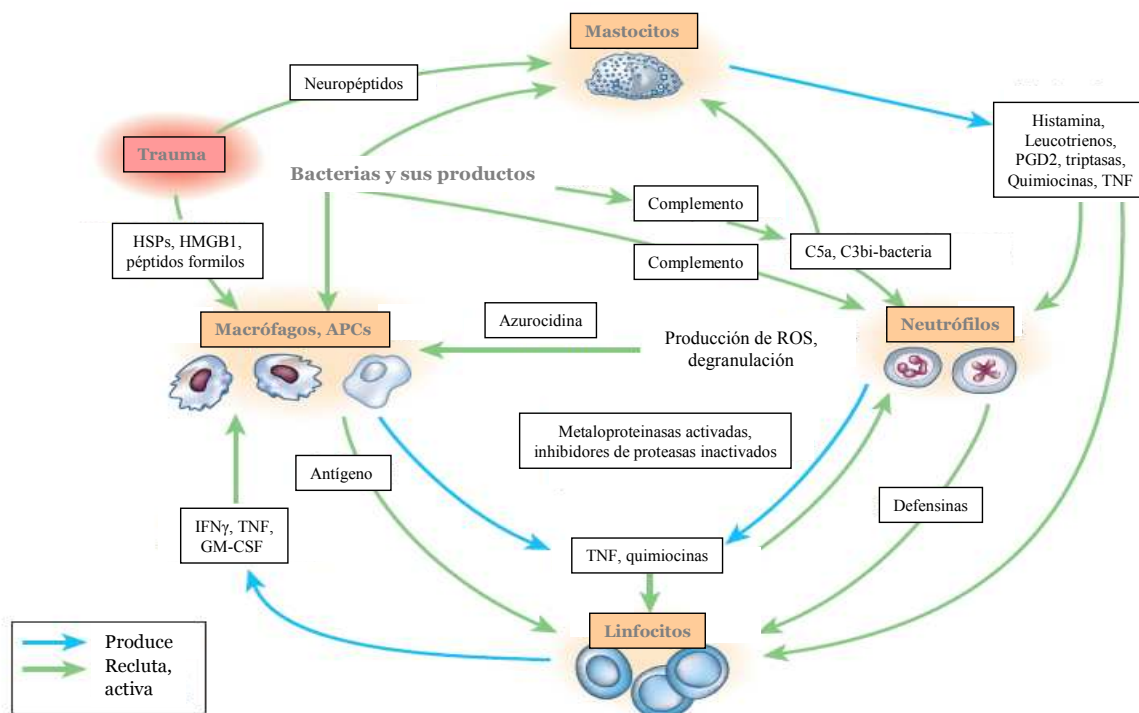 Mastocitos
Neuropéptidos
Histamina,
Leucotrienos,
PGD2, triptasas,
Quimiocinas, TNF
Trauma
Bacterias y sus productos
Complemento
HSPs, HMGB1,
péptidos formilos
C5a, C3bi-bacteria
Complemento
Azurocidina
Macrófagos, APCs
Neutrófilos
Producción de ROS,
degranulación
Metaloproteinasas activadas,
inhibidores de proteasas inactivados
Antígeno
Defensinas
IFNγ, TNF,
GM-CSF
TNF, quimiocinas
Linfocitos
Produce
Recluta,
activa